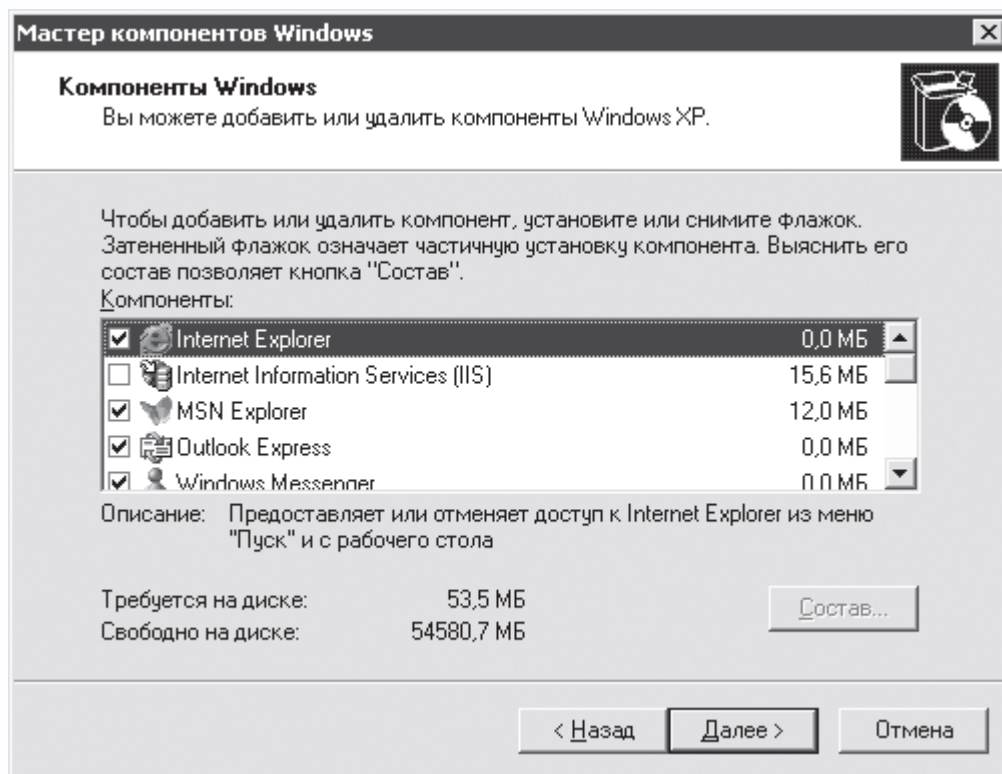 Мастер компонентов Windows
Компоненты Windows
Вы можете добавить или удалить компоненты Windows XP.
Чтобы добавить или удалить компонент, установите или снимите флажок.
Затененный флажок означает частичную установку компонента. Выяснить его
состав позволяет кнопка "Состав".
Компоненты:
Internet Explorer 0,0 МБ
Internet Information Services (IIS) 15,6 МБ
MSN Explorer 12,0 МБ
Outlook Express 0,0 МБ
Windows Messenger 0,0 МБ
Описание: Предоставляет или отменяет доступ к Internet Explorer из меню
"Пуск" и с рабочего стола
Требуется на диске: 53,5 МБ
Свободно на диске: 54580,7 МБ
Состав...
< Назад Далее > Отмена